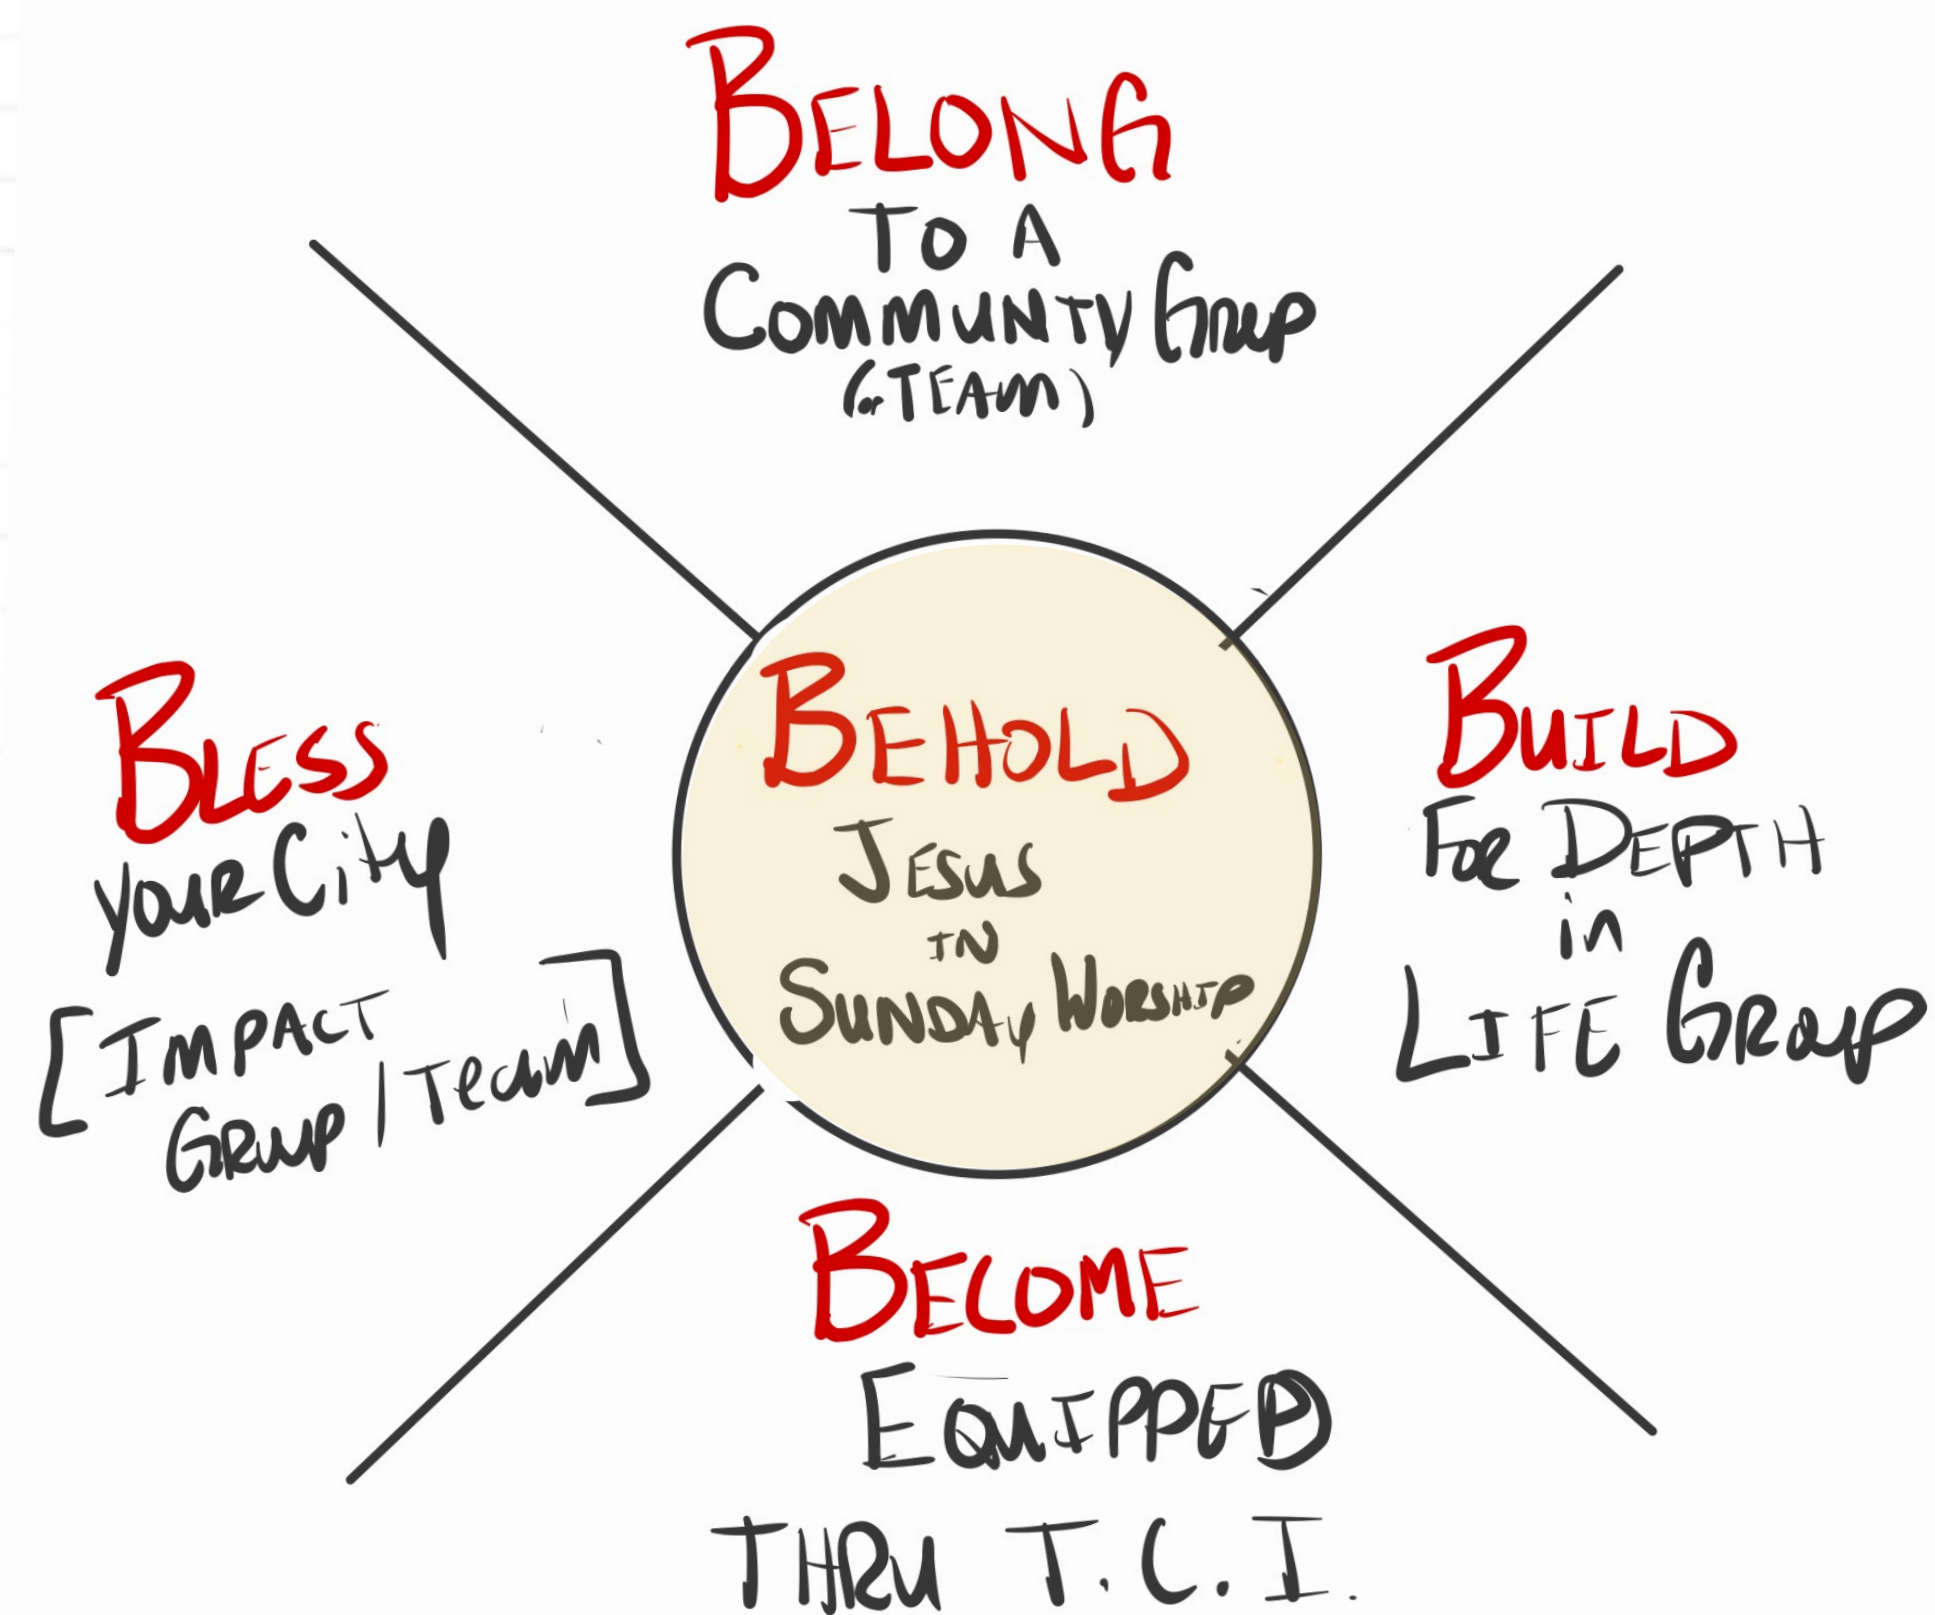 BELONG
TO A
COMMUNTY GROUP
(or TEAM)
BLESS
YOUR City
[IMPACT
GROUP / Team]
BEHOLD
JESUS
IN
SUNDAY WORSHIP
BUILD
FOR DEPTH
in
LIFE GROUP
BECOME
EQUIPPED
THRU T.C.I.